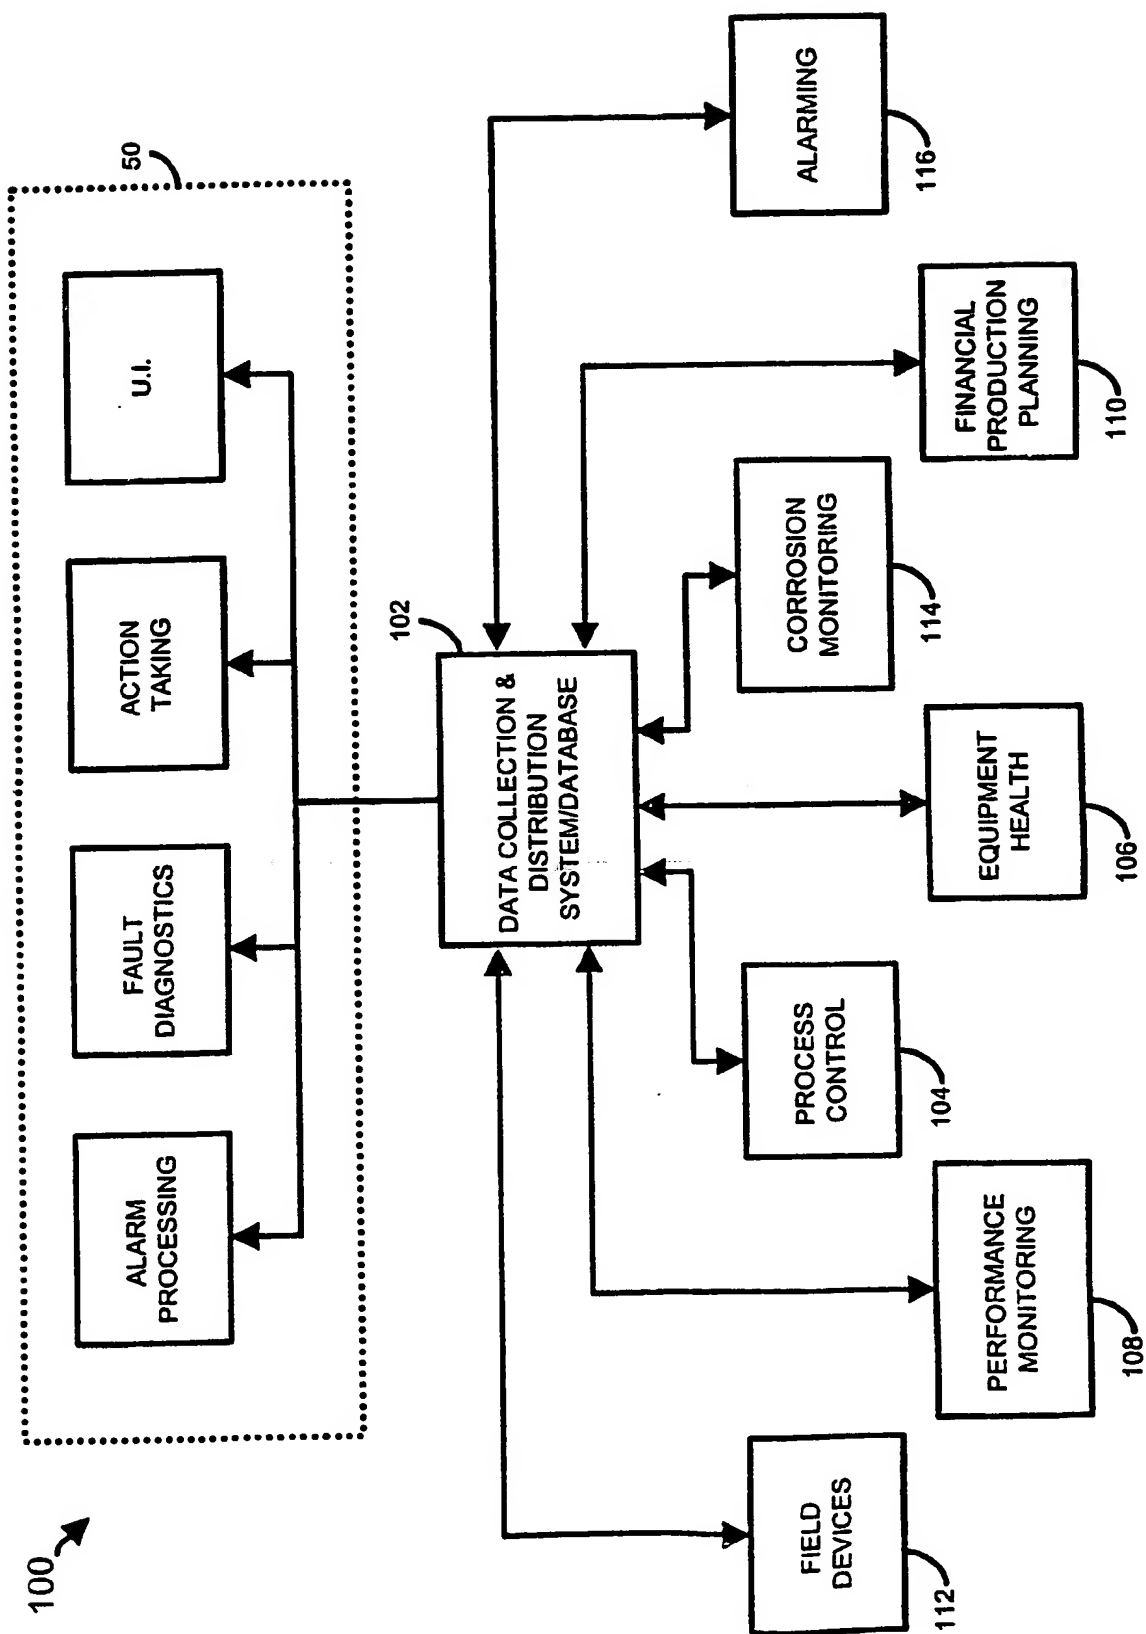 100
50
ALARM
PROCESSING
FAULT
DIAGNOSTICS
ACTION
TAKING
U.I.
102
DATA COLLECTION &
DISTRIBUTION
SYSTEM/DATABASE
FIELD
DEVICES
112
PERFORMANCE
MONITORING
108
PROCESS
CONTROL
104
EQUIPMENT
HEALTH
106
CORROSION
MONITORING
114
FINANCIAL
PRODUCTION
PLANNING
110
ALARMING
116